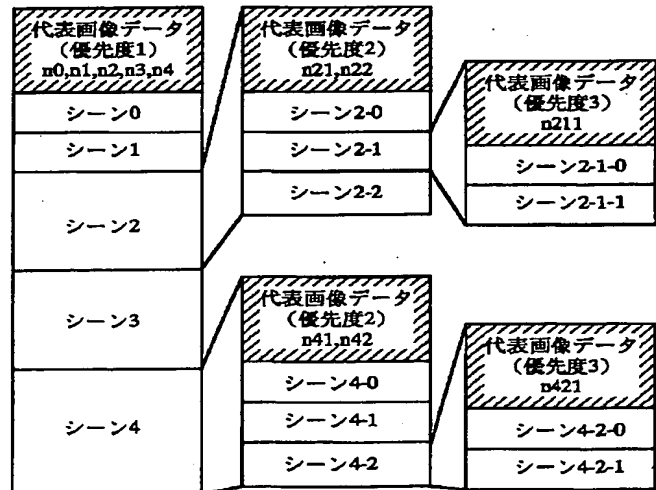 代表画像データ
(優先度1)
n0,n1,n2,n3,n4
シーン0
シーン1
シーン2
シーン3
シーン4
代表画像データ
(優先度2)
n21,n22
シーン2-0
シーン2-1
シーン2-2
代表画像データ
(優先度3)
n211
シーン2-1-0
シーン2-1-1
代表画像データ
(優先度2)
n41,n42
シーン4-0
シーン4-1
シーン4-2
代表画像データ
(優先度3)
n421
シーン4-2-0
シーン4-2-1